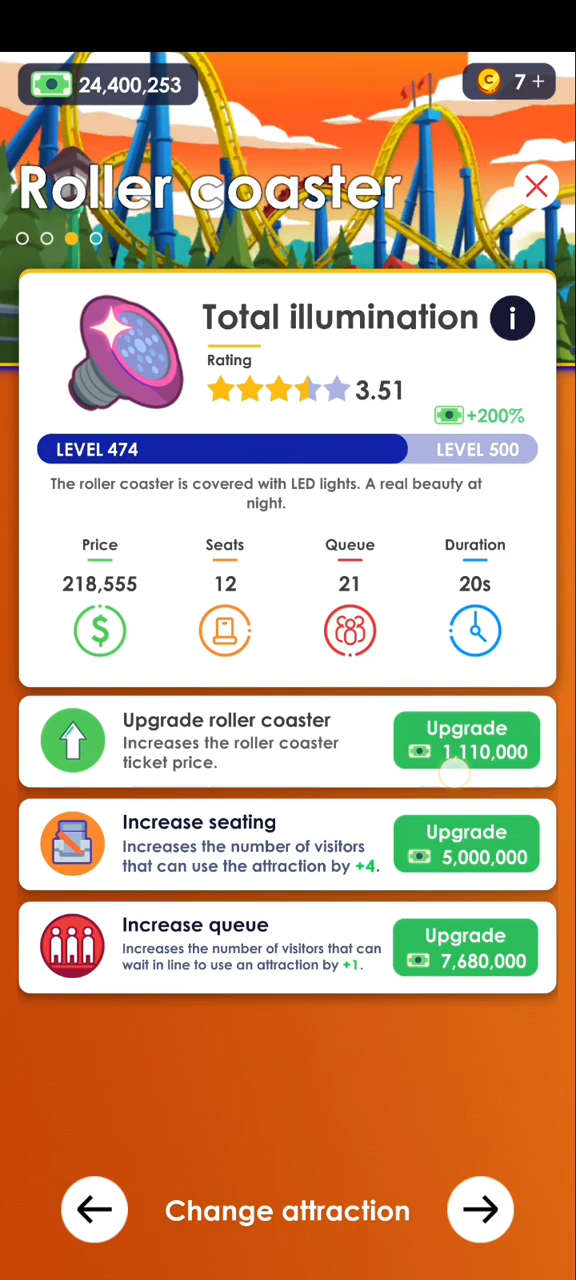 24,400,253
C 7 +
Roller coaster
Total illumination i
Rating
3.51
+200%
LEVEL 474 LEVEL 500
The roller coaster is covered with LED lights. A real beauty at
night.
Price Seats Queue Duration
218,555 12 21 20s
$
Upgrade roller coaster
Increases the roller coaster
ticket price.
Upgrade
1,110,000
Increase seating
Increases the number of visitors
that can use the attraction by +4.
Upgrade
5,000,000
Increase queue
Increases the number of visitors that can
wait in line to use an attraction by +1.
Upgrade
7,680,000
Change attraction